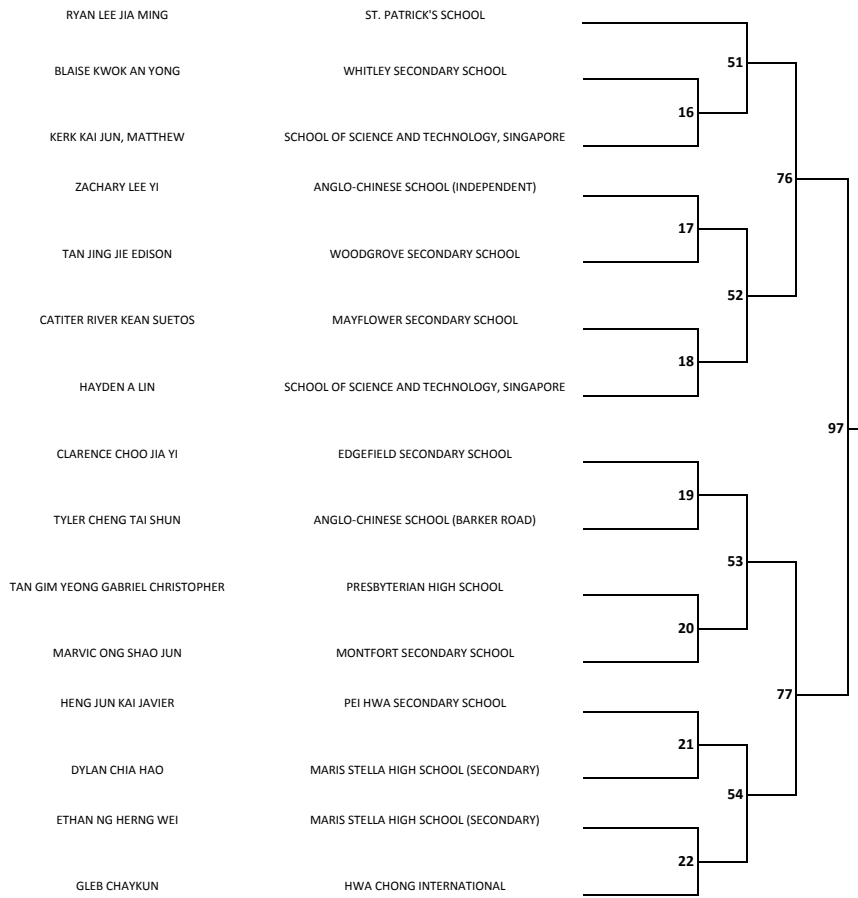 RYAN LEE JIA MING ST. PATRICK'S SCHOOL
51
BLAISE KWOK AN YONG WHITLEY SECONDARY SCHOOL
16
KERK KAI JUN, MATTHEW SCHOOL OF SCIENCE AND TECHNOLOGY, SINGAPORE
76
ZACHARY LEE YI ANGLO-CHINESE SCHOOL (INDEPENDENT)
17
TAN JING JIE EDISON WOODGROVE SECONDARY SCHOOL
52
CATITER RIVER KEAN SUETOS MAYFLOWER SECONDARY SCHOOL
18
HAYDEN A LIN SCHOOL OF SCIENCE AND TECHNOLOGY, SINGAPORE
97
CLARENCE CHOO JIA YI EDGEFIELD SECONDARY SCHOOL
19
TYLER CHENG TAI SHUN ANGLO-CHINESE SCHOOL (BARKER ROAD)
53
TAN GIM YEONG GABRIEL CHRISTOPHER PRESBYTERIAN HIGH SCHOOL
20
MARVIC ONG SHAO JUN MONTFORT SECONDARY SCHOOL
77
HENG JUN KAI JAVIER PEI HWA SECONDARY SCHOOL
21
DYLAN CHIA HAO MARIS STELLA HIGH SCHOOL (SECONDARY)
54
ETHAN NG HERNG WEI MARIS STELLA HIGH SCHOOL (SECONDARY)
22
GLEB CHAYKUN HWA CHONG INTERNATIONAL